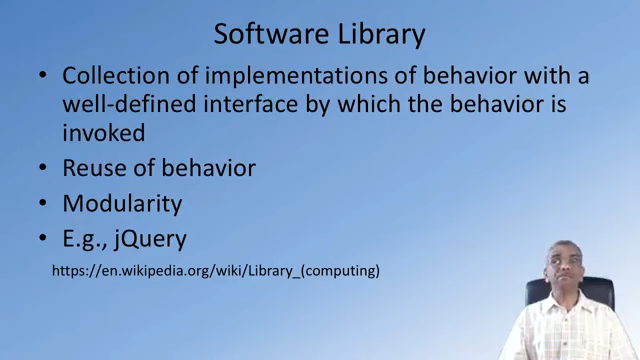 Software Library
• Collection of implementations of behavior with a
well-defined interface by which the behavior is
invoked
• Reuse of behavior
• Modularity
• E.g., jQuery
https://en.wikipedia.org/wiki/Library_(computing)